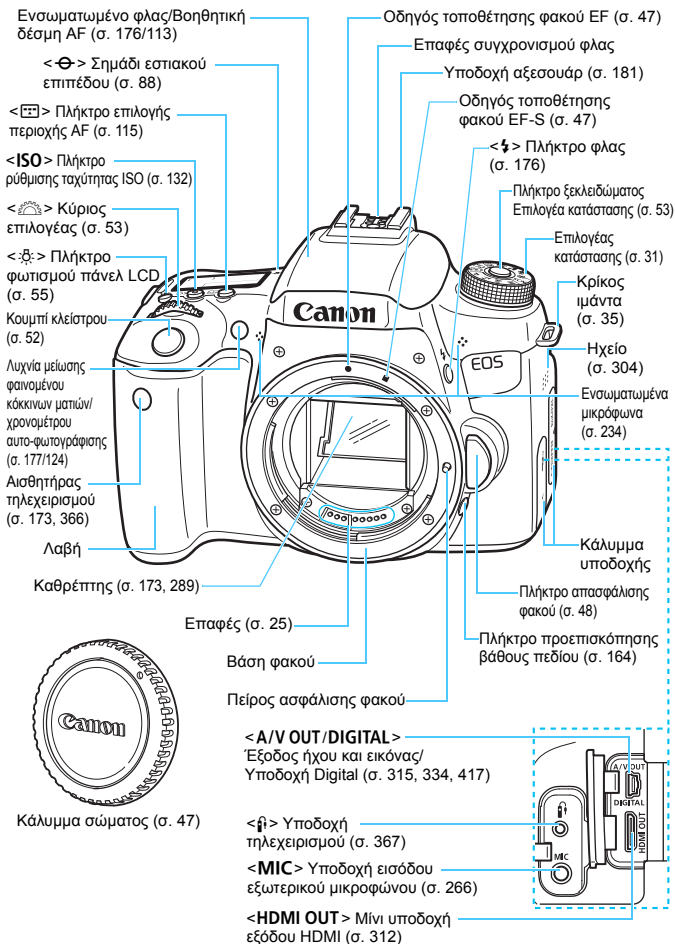 Ενσωματωμένο φλας/Βοηθητική
δέσμη AF (σ. 176/113)
< > Σημάδι εστιακού
επιπέδου (σ. 88)
< > Πλήκτρο επιλογής
περιοχής AF (σ. 115)
<ISO> Πλήκτρο
ρύθμισης ταχύτητας ISO (σ. 132)
< > Κύριος
επιλογέας (σ. 53)
< > Πλήκτρο
φωτισμού πάνελ LCD
(σ. 55)
Κουμπί κλείστρου
(σ. 52)
Λυχνία μείωσης
φαινομένου
κόκκινων ματιών/
χρονομέτρου
αυτο-φωτογράφισης
(σ. 177/124)
Αισθητήρας
τηλεχειρισμού
(σ. 173, 366)
Λαβή
Καθρέπτης (σ. 173, 289)
Επαφές (σ. 25)
Βάση φακού
Πείρος ασφάλισης φακού
Οδηγός τοποθέτησης φακού EF (σ. 47)
Επαφές συγχρονισμού φλας
Υποδοχή αξεσουάρ (σ. 181)
Οδηγός τοποθέτησης
φακού EF-S (σ. 47)
< > Πλήκτρο φλας
(σ. 176)
Πλήκτρο ξεκλειδώματος
Επιλογέα κατάστασης (σ. 53)
Επιλογέας
κατάστασης (σ. 31)
Κρίκος
ιμάντα
(σ. 35)
Ηχείο
(σ. 304)
Ενσωματωμένα
μικρόφωνα
(σ. 234)
Κάλυμμα
υποδοχής
Πλήκτρο απασφάλισης
φακού (σ. 48)
Πλήκτρο προεπισκόπησης
βάθους πεδίου (σ. 164)
Canon
EOS
Canon
Κάλυμμα σώματος (σ. 47)
<A/V OUT/DIGITAL>
Έξοδος ήχου και εικόνας/
Υποδοχή Digital (σ. 315, 334, 417)
< > Υποδοχή
τηλεχειρισμού (σ. 367)
<MIC> Υποδοχή εισόδου
εξωτερικού μικροφώνου (σ. 266)
<HDMI OUT> Μίνι υποδοχή
εξόδου HDMI (σ. 312)
A/V OUT
DIGITAL
HDMI OUT
MIC